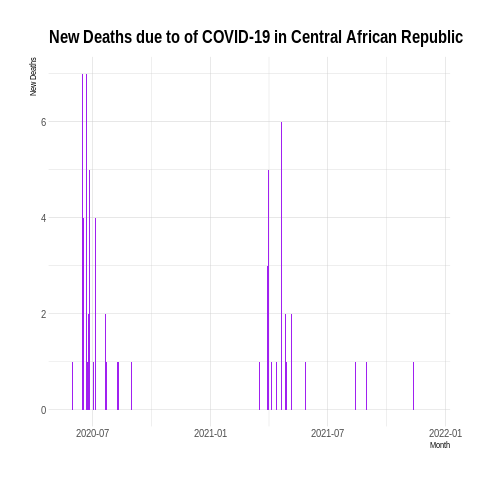 New Deaths due to of COVID-19 in Central African Republic
New Deaths
6
4
2
0
2020-07
2021-01
2021-07
2022-01
Month